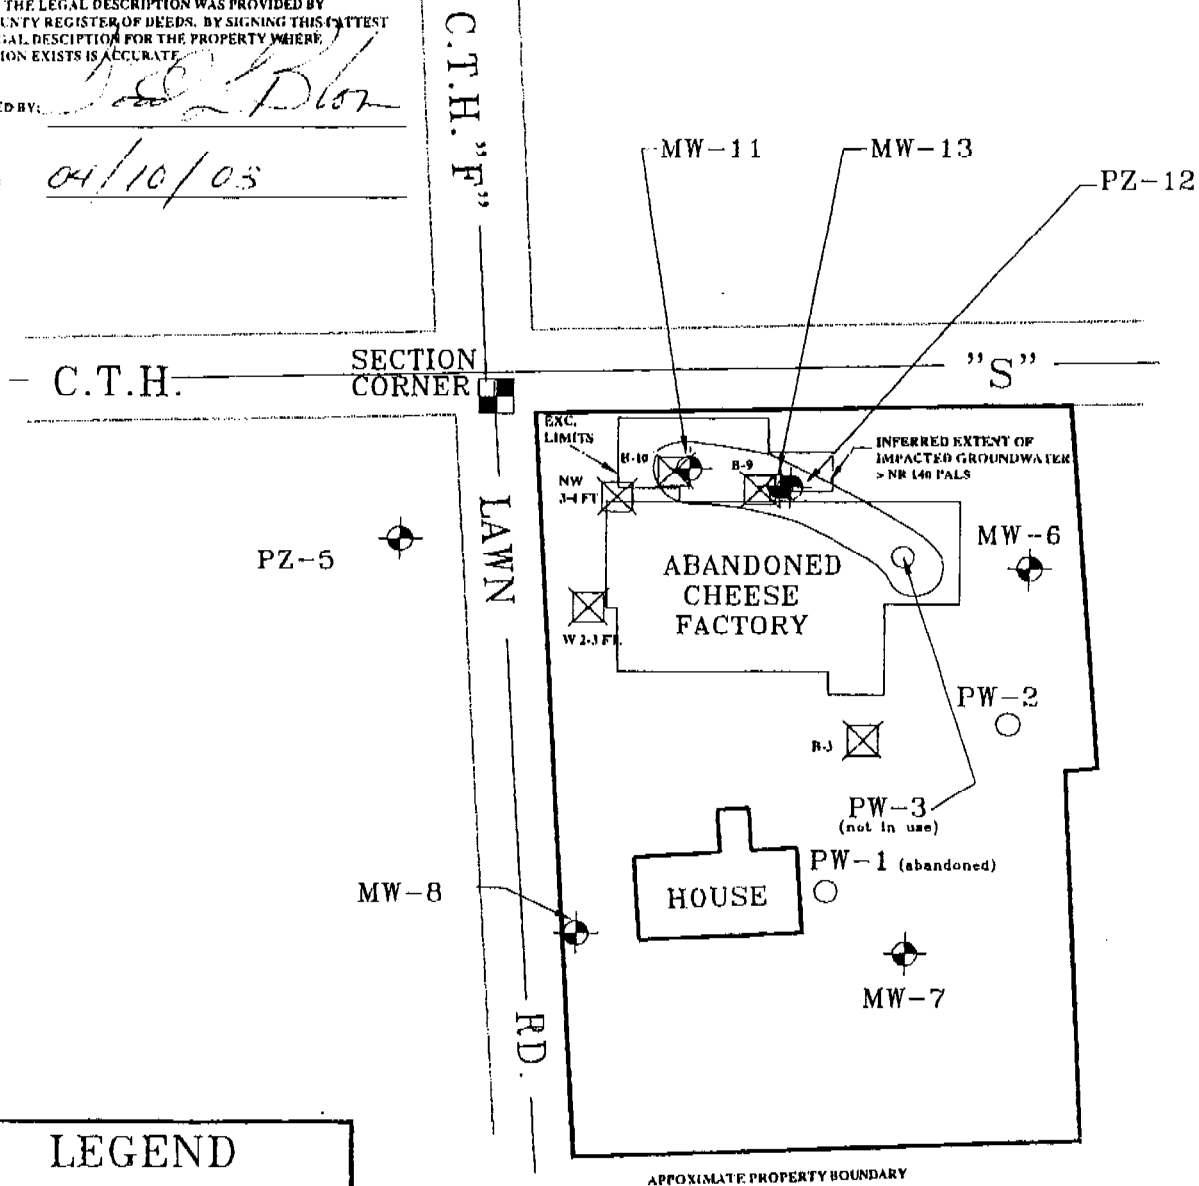 THE LEGAL DESCRIPTION WAS PROVIDED BY
UNTY REGISTER OF DEEDS. BY SIGNING THIS I ATTEST
GAL DESCIPTION FOR THE PROPERTY WHERE
ION EXISTS IS ACCURATE
ED BY:
04/10/03
C.T.H. "F"
MW-11
MW-13
PZ-12
C.T.H.
SECTION
CORNER
"S"
EXC.
LIMITS
B-10
B-9
INFERRED EXTENT OF
IMPACTED GROUNDWATER
> NR 140 PALS
NW
3-4 FT
PZ-5
LAWN
RD.
MW-6
ABANDONED
CHEESE
FACTORY
W 2-3 FT.
PW-2
B-3
PW-3
(not in use)
PW-1 (abandoned)
HOUSE
MW-8
MW-7
LEGEND
APPOXIMATE PROPERTY BOUNDARY